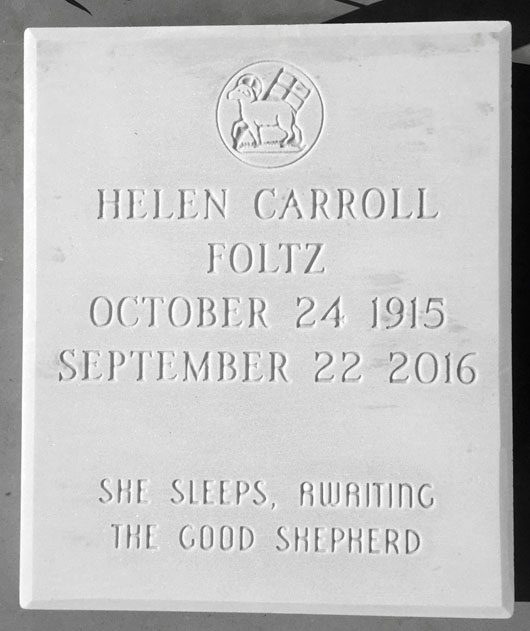 HELEN CARROLL
FOLTZ
OCTOBER 24 1915
SEPTEMBER 22 2016
SHE SLEEPS, AWAITING
THE GOOD SHEPHERD